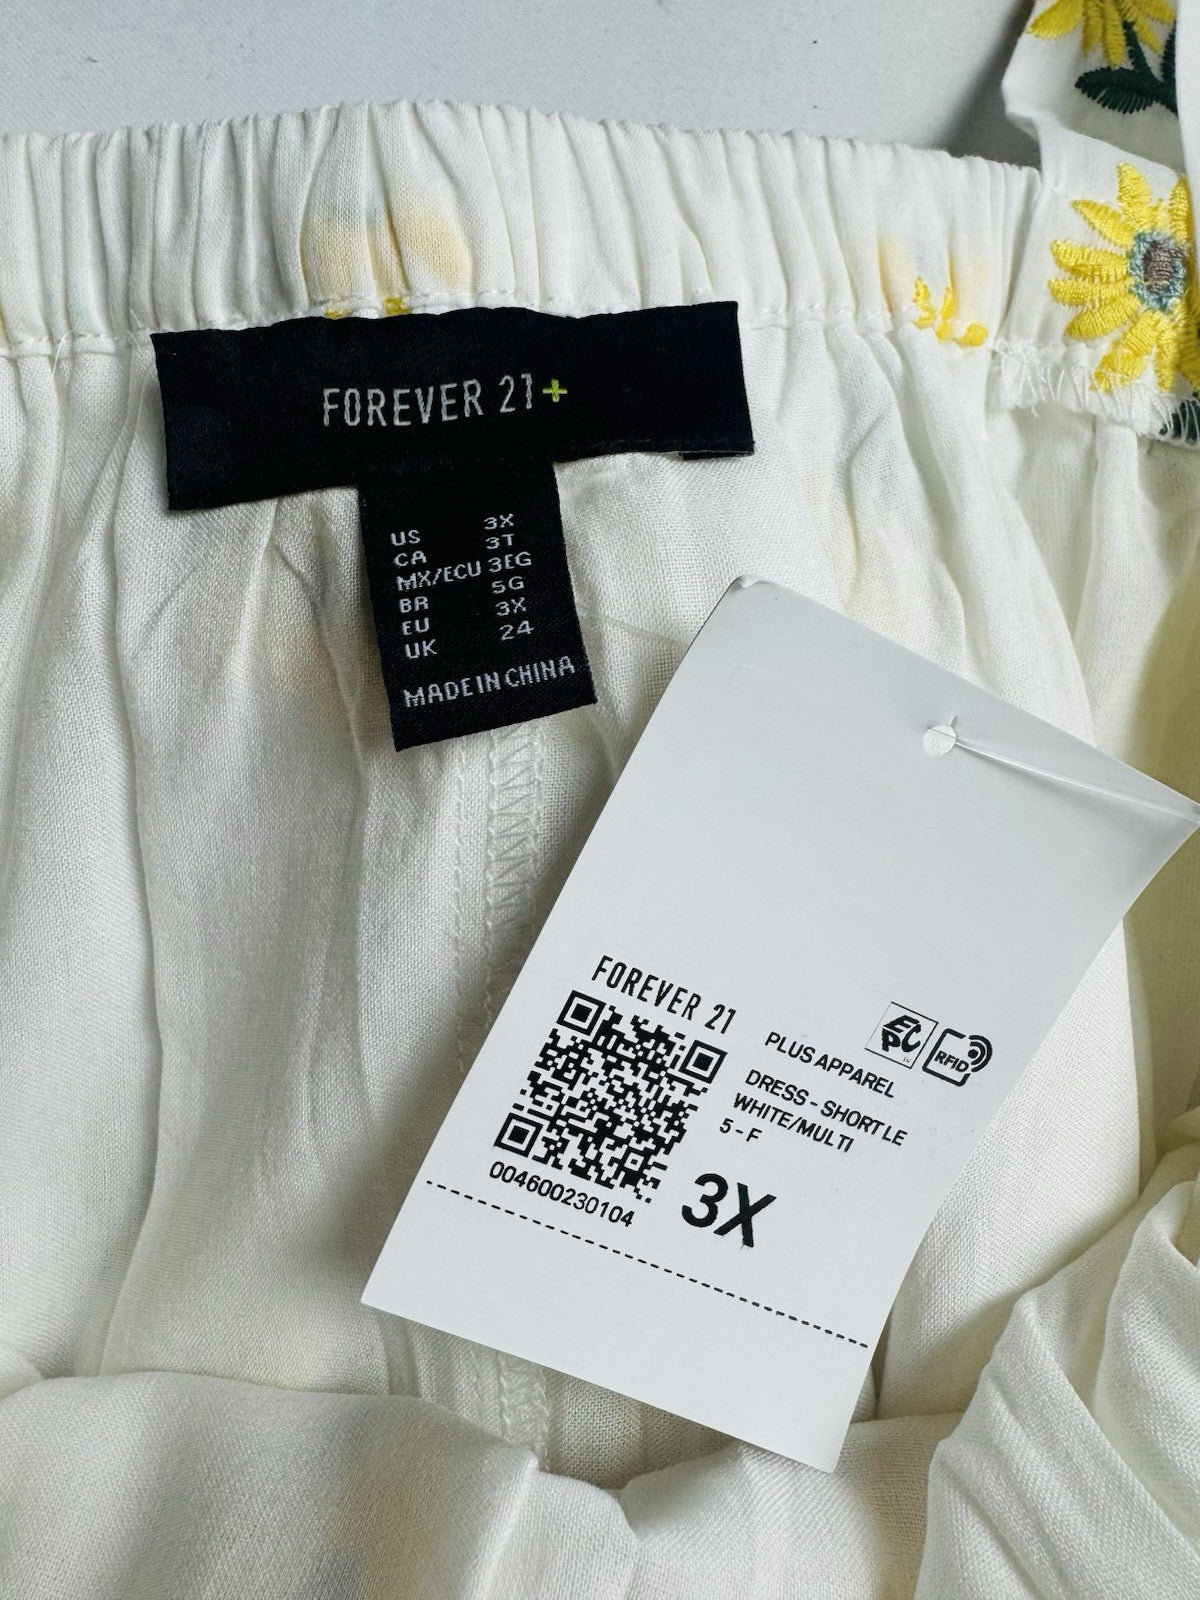 FOREVER 21+
US 3X
CA 3T
MX/ECU 3EG
BR 5G
EU 3X
UK 24
MADE IN CHINA
FOREVER 21
EPC
RFID
PLUS APPAREL
DRESS - SHORT LE
WHITE/MULTI
5 - F
004600230104
3X